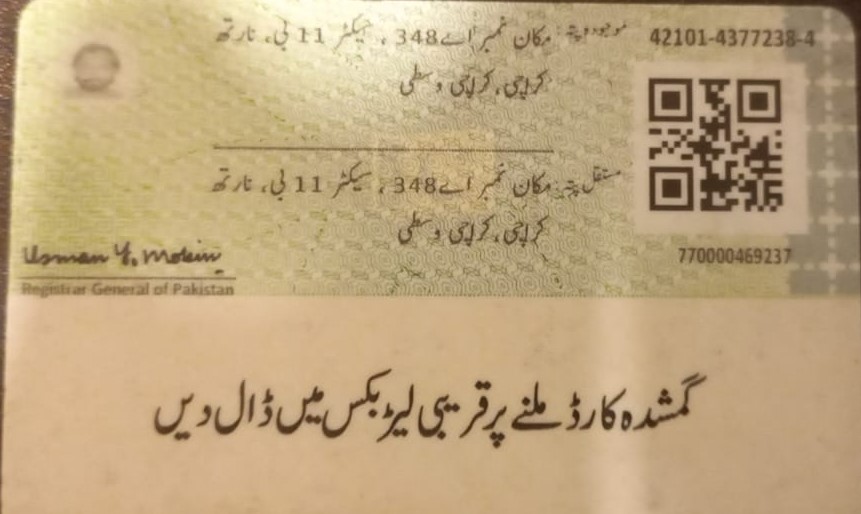 موجودہ پتہ: مکان نمبر اے 348 ، سیکٹر 11 بی، نارتھ
کراچی، کراچی وسطی
42101-4377238-4
مستقل پتہ: مکان نمبر اے 348 ، سیکٹر 11 بی، نارتھ
کراچی، کراچی وسطی
770000469237
Usman Y. Mobin
Registrar General of Pakistan
گمشدہ کارڈ ملنے پر قریبی لیٹر بکس میں ڈال دیں